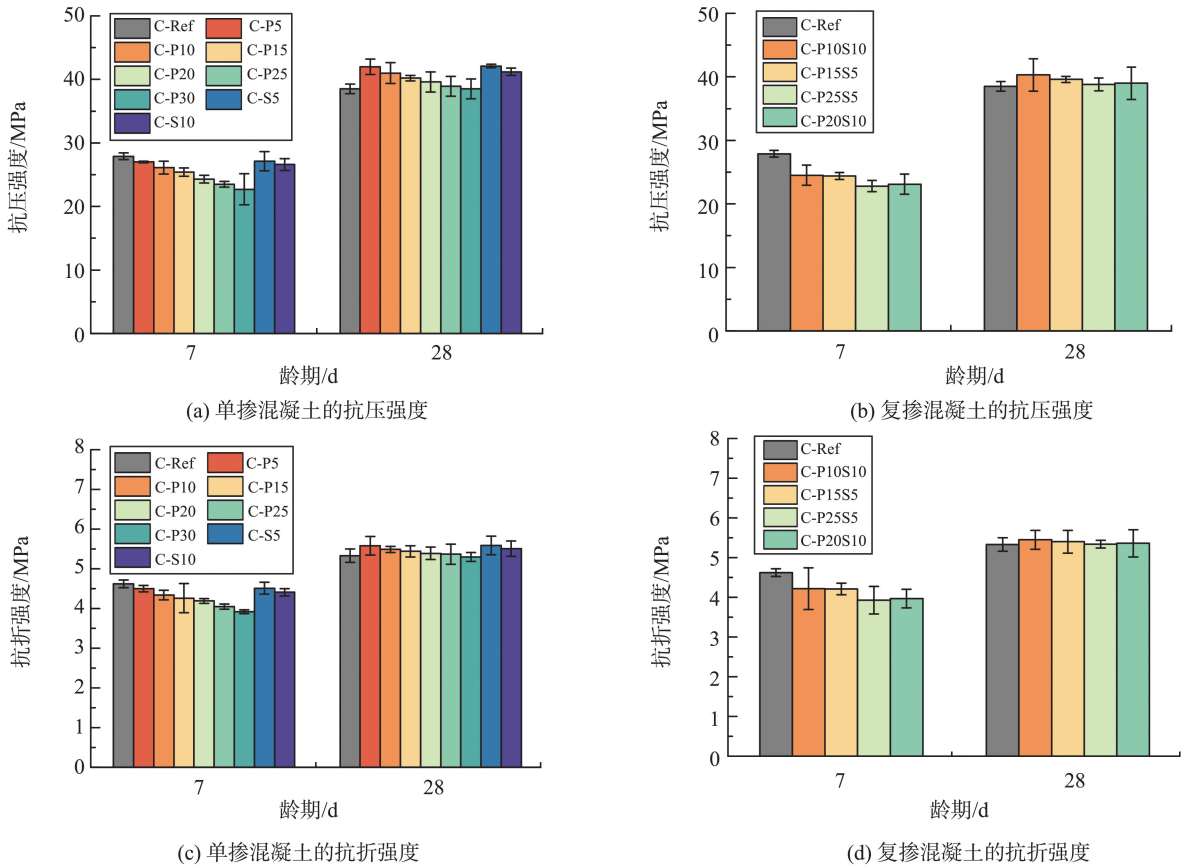 50
40
30
20
10
0
抗压强度/MPa
C-Ref C-P5
C-P10 C-P15
C-P20 C-P25
C-P30 C-S5
C-S10
7 28
龄期/d
(a) 单掺混凝土的抗压强度
50
40
30
20
10
0
抗压强度/MPa
C-Ref
C-P10S10
C-P15S5
C-P25S5
C-P20S10
7 28
龄期/d
(b) 复掺混凝土的抗压强度
8
7
6
5
4
3
2
1
0
抗折强度/MPa
C-Ref C-P5
C-P10 C-P15
C-P20 C-P25
C-P30 C-S5
C-S10
7 28
龄期/d
(c) 单掺混凝土的抗折强度
8
7
6
5
4
3
2
1
0
抗折强度/MPa
C-Ref
C-P10S10
C-P15S5
C-P25S5
C-P20S10
7 28
龄期/d
(d) 复掺混凝土的抗折强度